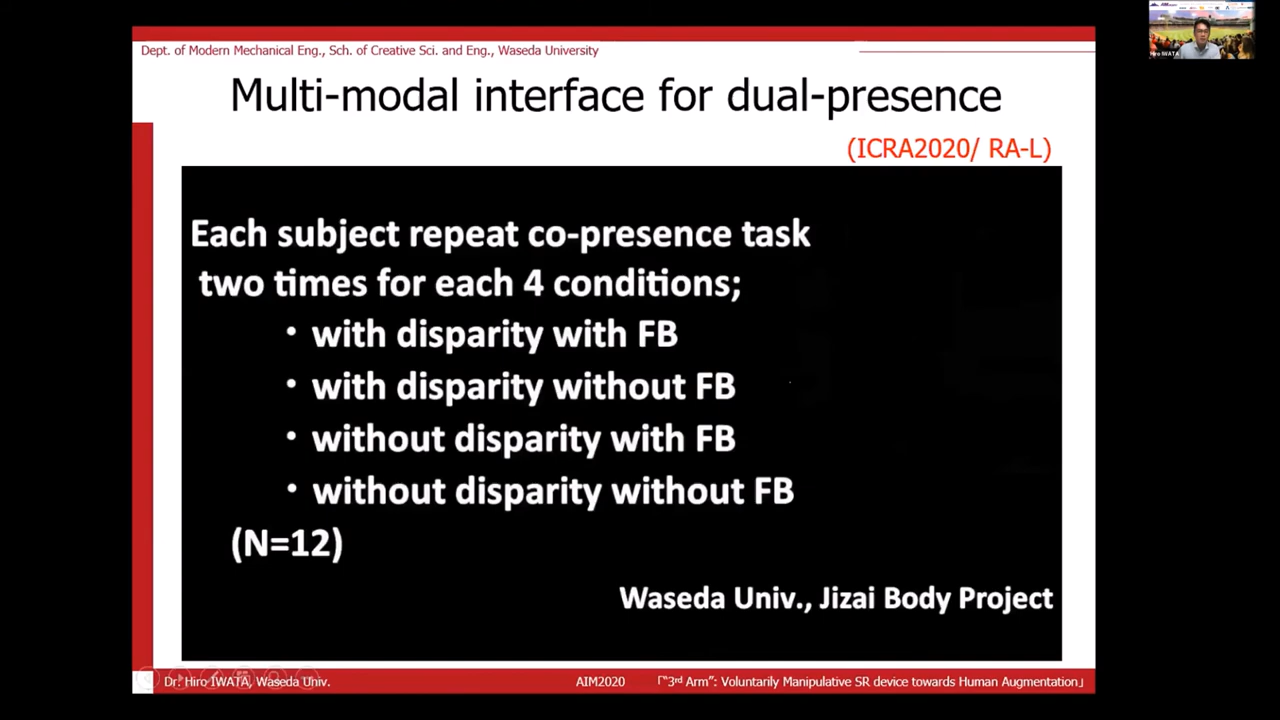 Dept. of Modern Mechanical Eng., Sch. of Creative Sci. and Eng., Waseda University
Multi-modal interface for dual-presence
(ICRA2020/ RA-L)
Each subject repeat co-presence task
two times for each 4 conditions;
・with disparity with FB
・with disparity without FB
・without disparity with FB
・without disparity without FB
(N=12)
Waseda Univ., Jizai Body Project
Dr. Hiro IWATA, Waseda Univ.
AIM2020
「"3rd Arm": Voluntarily Manipulative SR device towards Human Augmentation」
Hiro IWATA